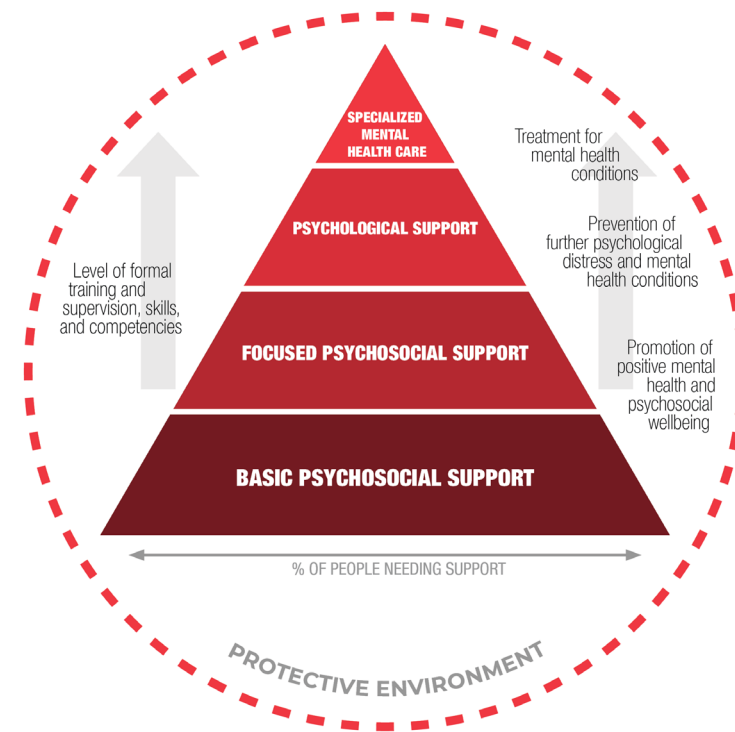 SPECIALIZED
MENTAL
HEALTH CARE
PSYCHOLOGICAL SUPPORT
FOCUSED PSYCHOSOCIAL SUPPORT
BASIC PSYCHOSOCIAL SUPPORT
Level of formal
training and
supervision, skills,
and competencies
Treatment for
mental health
conditions
Prevention of
further psychological
distress and mental
health conditions
Promotion of
positive mental
health and
psychosocial
wellbeing
% OF PEOPLE NEEDING SUPPORT
PROTECTIVE ENVIRONMENT